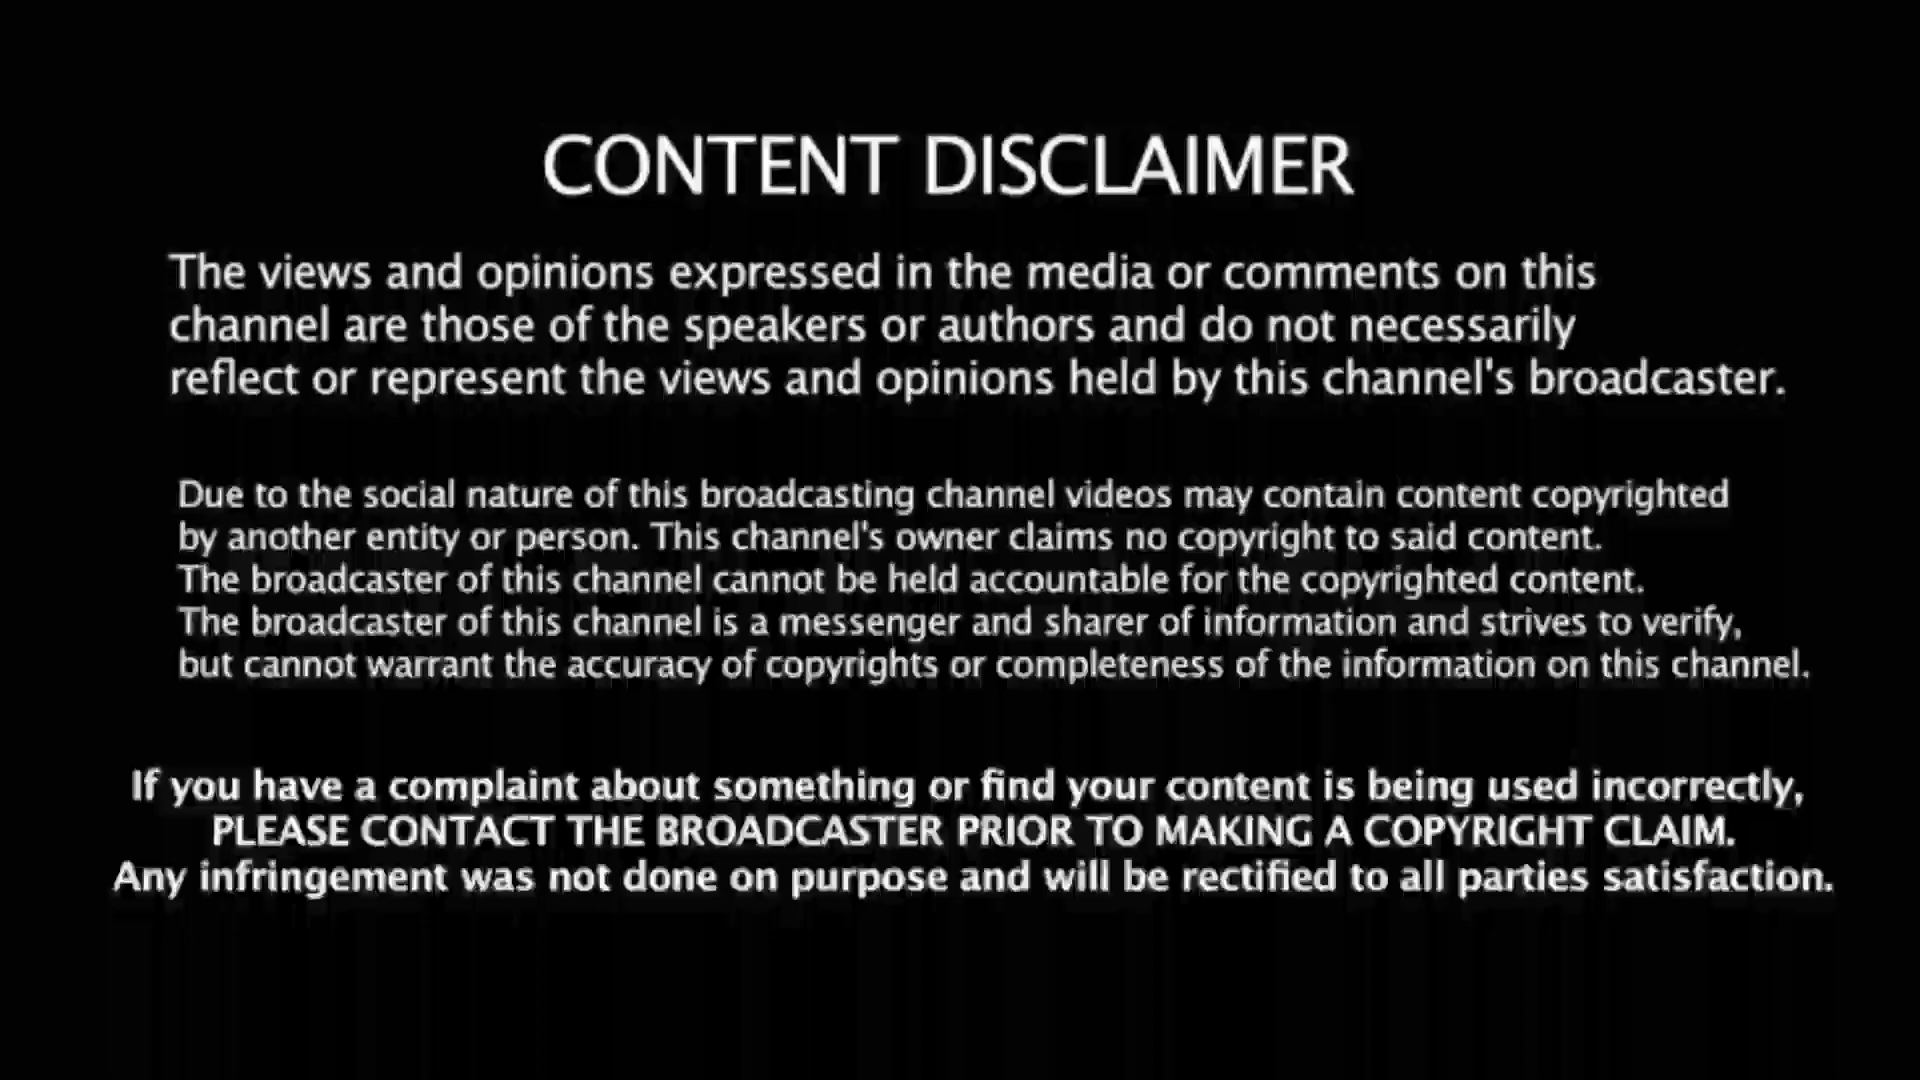 CONTENT DISCLAIMER
The views and opinions expressed in the media or comments on this
channel are those of the speakers or authors and do not necessarily
reflect or represent the views and opinions held by this channel's broadcaster.
Due to the social nature of this broadcasting channel videos may contain content copyrighted
by another entity or person. This channel's owner claims no copyright to said content.
The broadcaster of this channel cannot be held accountable for the copyrighted content.
The broadcaster of this channel is a messenger and sharer of information and strives to verify,
but cannot warrant the accuracy of copyrights or completeness of the information on this channel.
If you have a complaint about something or find your content is being used incorrectly,
PLEASE CONTACT THE BROADCASTER PRIOR TO MAKING A COPYRIGHT CLAIM.
Any infringement was not done on purpose and will be rectified to all parties satisfaction.